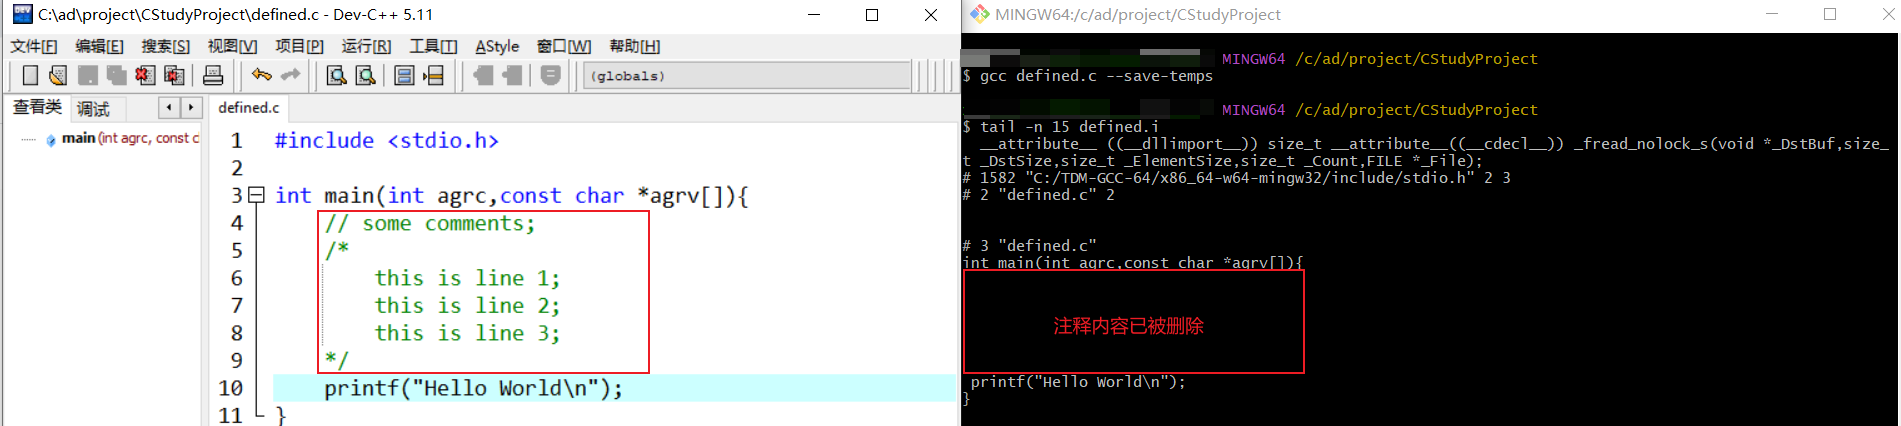 C:\ad\project\CStudyProject\defined.c - Dev-C++ 5.11
文件[F] 编辑[E] 搜索[S] 视图[V] 项目[P] 运行[R] 工具[T] AStyle 窗口[W] 帮助[H]
(globals)
查看类 调试
main (int agrc, const c
defined.c
1 #include <stdio.h>
2
3 int main(int agrc,const char *agrv[]){
4 // some comments;
5 /*
6 this is line 1;
7 this is line 2;
8 this is line 3;
9 */
10 printf("Hello World\n");
11 }
MINGW64:/c/ad/project/CStudyProject
MINGW64 /c/ad/project/CStudyProject
$ gcc defined.c --save-temps
MINGW64 /c/ad/project/CStudyProject
$ tail -n 15 defined.i
__attribute__ ((__dllimport__)) size_t __attribute__((__cdecl__)) _fread_nolock_s(void *_DstBuf,size_
t _DstSize,size_t _ElementSize,size_t _Count,FILE *_File);
# 1582 "C:/TDM-GCC-64/x86_64-w64-mingw32/include/stdio.h" 2 3
# 2 "defined.c" 2
# 3 "defined.c"
int main(int agrc,const char *agrv[]){
注释内容已被删除
printf("Hello World\n");
}